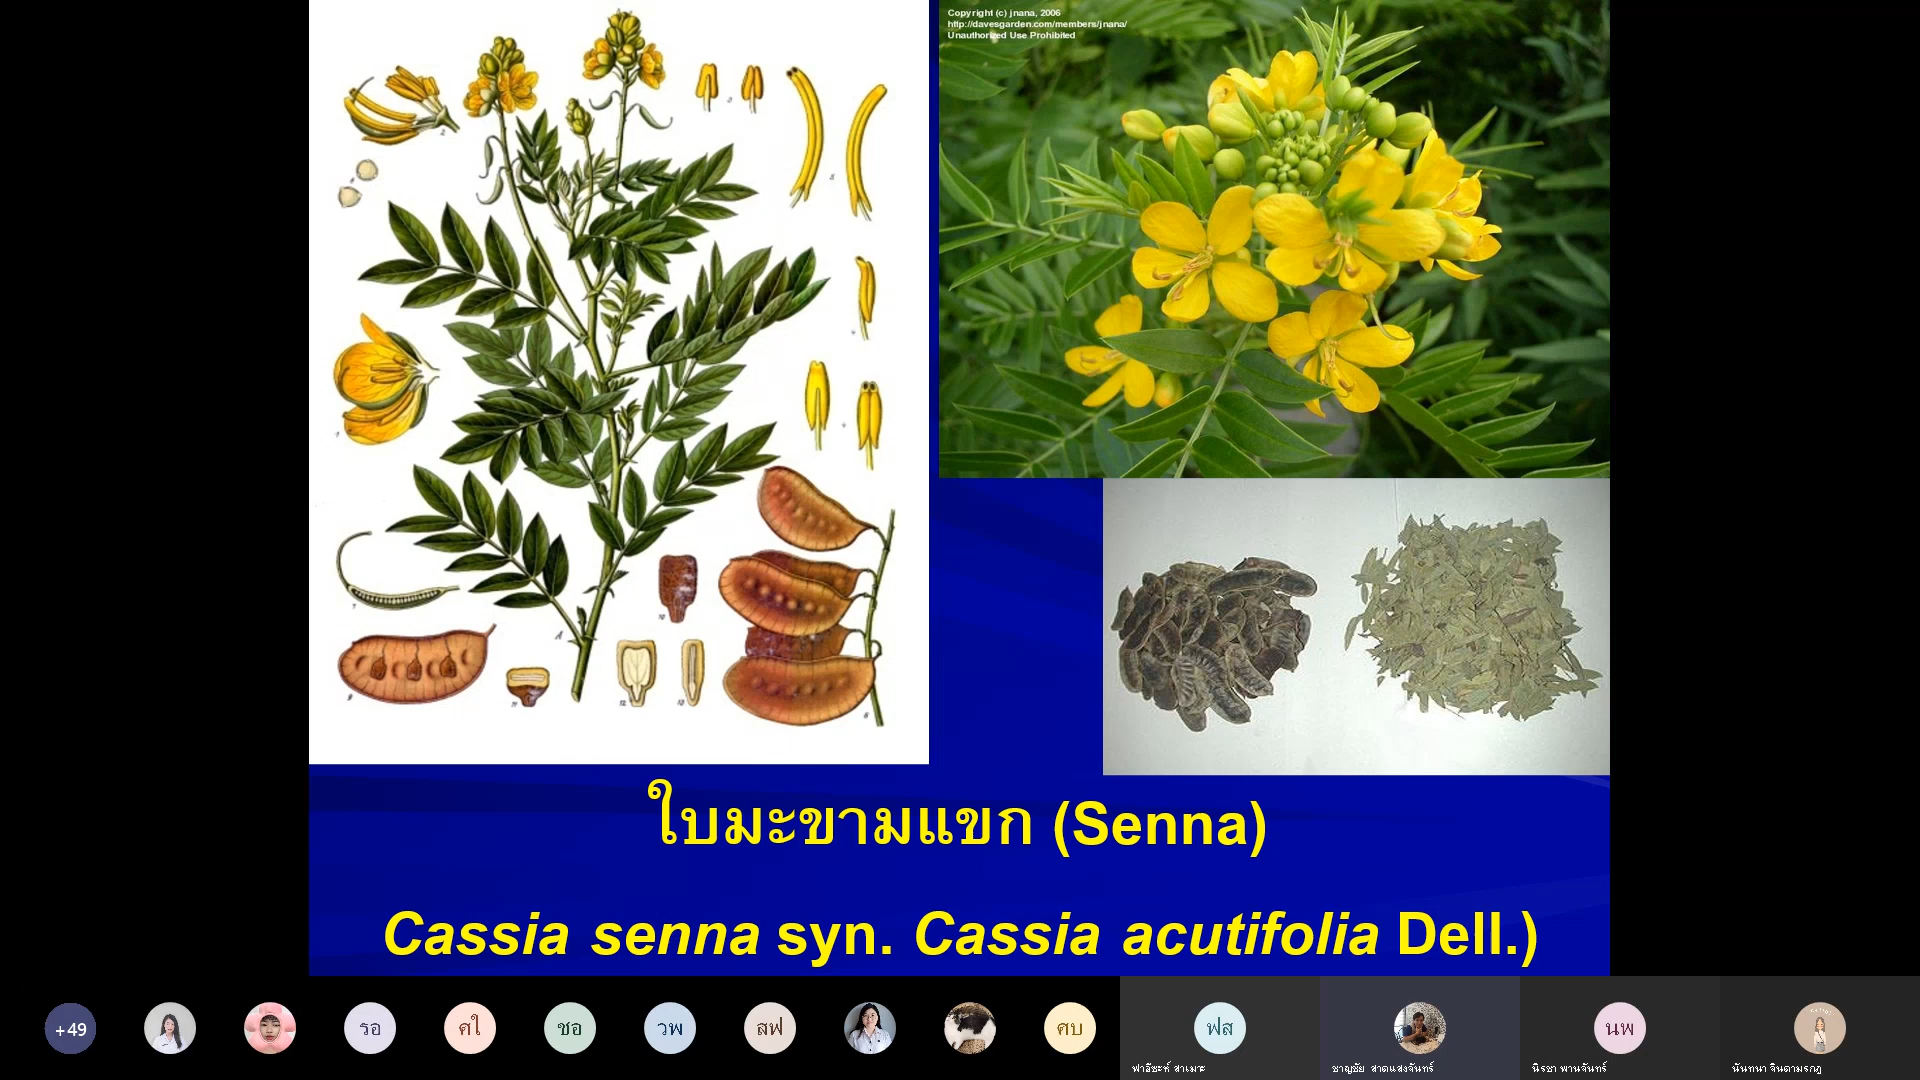 Copyright (c) jnana, 2006
http://davesgarden.com/members/jnana/
Unauthorized Use Prohibited
ใบมะขามแขก (Senna)
Cassia senna syn. Cassia acutifolia Dell.)
+49
รอ
ศใ
ชอ
วพ
สฟ
ศบ
ฟส
นพ
ฟาอีซะห์ สาเมาะ
ชาญชัย สาดแสงจันทร์
นิรชา พานจันทร์
นันทนา จินดามรกฎ